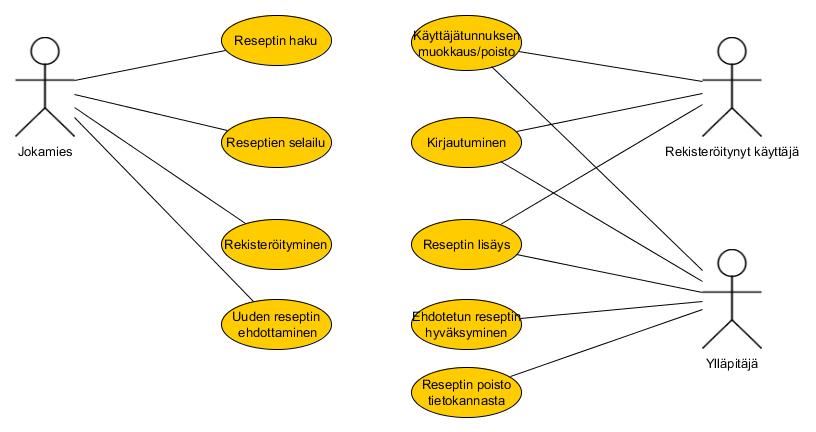 Reseptin haku
Käyttäjätunnuksen
muokkaus/poisto
Jokamies
Reseptien selailu
Kirjautuminen
Rekisteröitynyt käyttäjä
Rekisteröityminen
Reseptin lisäys
Uuden reseptin
ehdottaminen
Ehdotetun reseptin
hyväksyminen
Ylläpitäjä
Reseptin poisto
tietokannasta